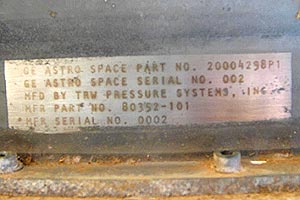 GE ASTRO SPACE PART NO. 20004298P1
GE ASTRO SPACE SERIAL NO. 002
MFD BY TRW PRESSURE SYSTEMS, INC.
MFR PART NO. 80352-101
MFR SERIAL NO. 0002